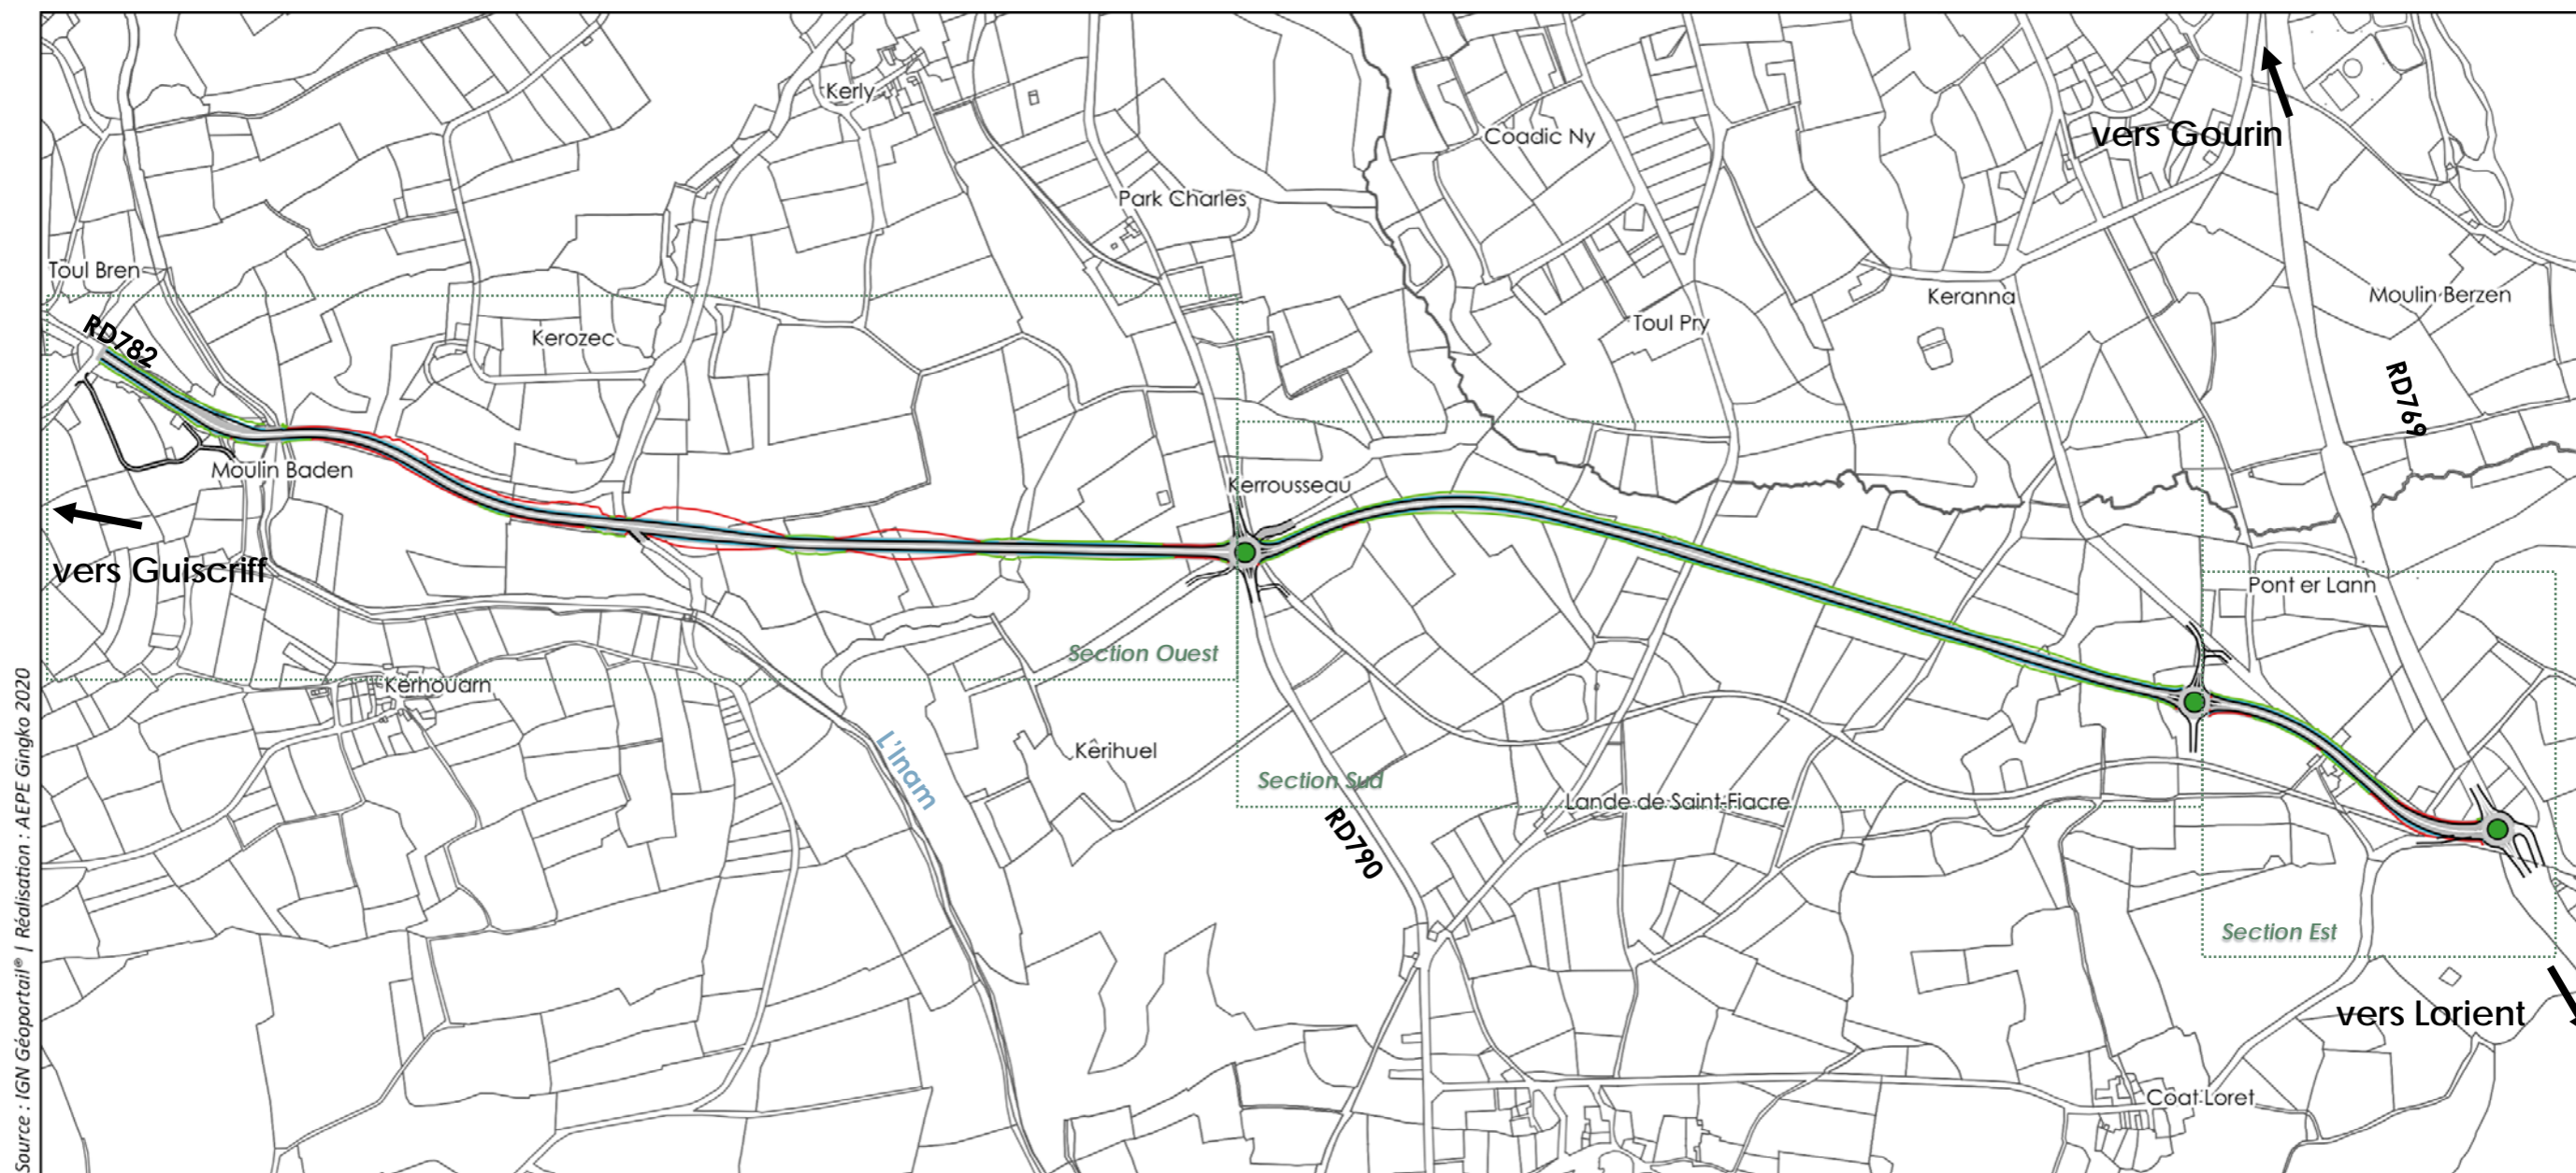 Kerly
Coadic Ny
vers Gourin
Park Charles
Toul Bren
Keranna
Moulin Berzen
RD782
Kerozec
Toul Pry
RD769
Moulin Baden
Kerrousseau
vers Guiscriff
Pont er Lann
Section Ouest
Kerhouarn
L'Inam
Kerihuel
Section Sud
Lande de Saint-Fiacre
RD790
Section Est
vers Lorient
Coat Loret
Source : IGN Géoportail® | Réalisation : AEPE Gingko 2020